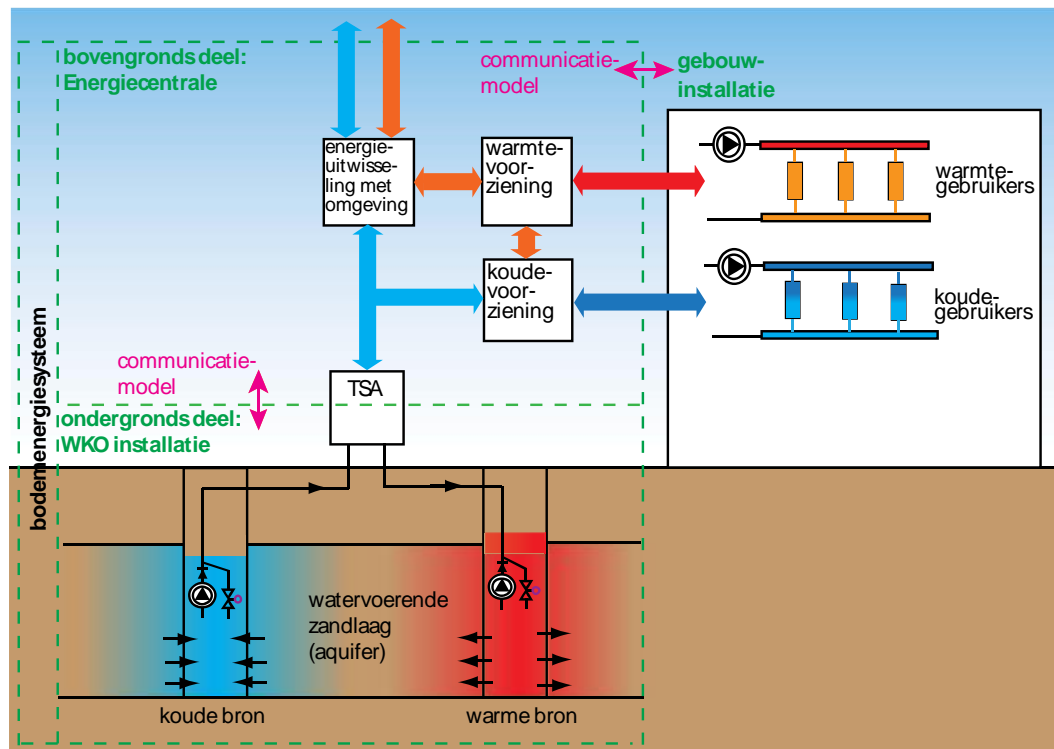 bovengronds deel:
Energiecentrale
communicatie-
model
gebouw-
installatie
energie-
uitwisse-
ling met
omgeving
warmte-
voor-
ziening
warmte-
gebruikers
koude-
voor-
ziening
koude-
gebruikers
communicatie-
model
TSA
ondergronds deel:
WKO installatie
bodemenergiesysteem
watervoerende
zandlaag
(aquifer)
koude bron
warme bron